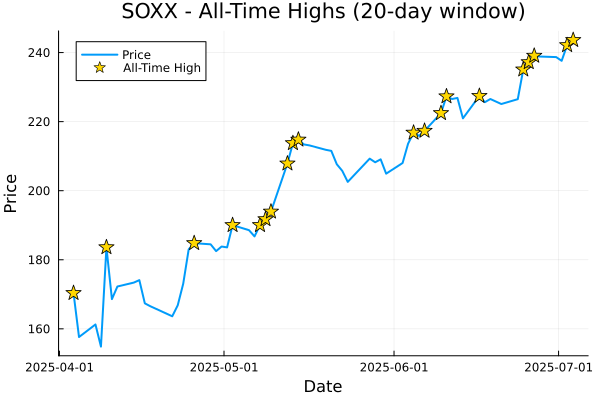 SOXX - All-Time Highs (20-day window)
Price
All-Time High
240
220
200
180
160
Price
2025-04-01
2025-05-01
2025-06-01
2025-07-01
Date